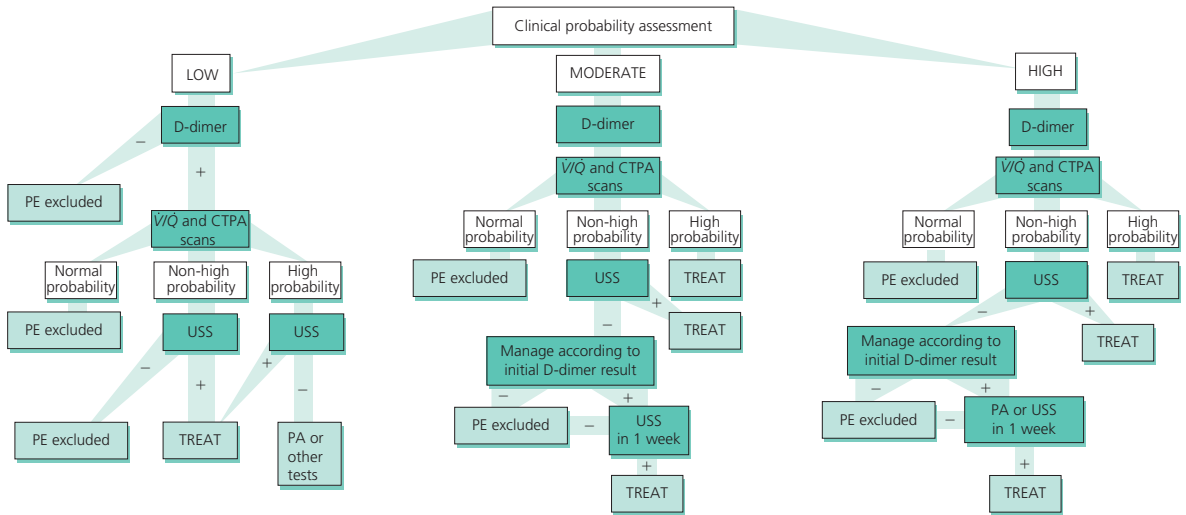 Clinical probability assessment
LOW
D-dimer
−
+
PE excluded
V̇/Q̇ and CTPA
scans
Normal
probability
Non-high
probability
High
probability
PE excluded
USS
USS
−
+
+
−
PE excluded
TREAT
PA or
other
tests
MODERATE
D-dimer
V̇/Q̇ and CTPA
scans
Normal
probability
Non-high
probability
High
probability
PE excluded
USS
TREAT
+
−
TREAT
Manage according to
initial D-dimer result
−
+
PE excluded
−
USS
in 1 week
+
TREAT
HIGH
D-dimer
V̇/Q̇ and CTPA
scans
Normal
probability
Non-high
probability
High
probability
PE excluded
USS
TREAT
−
+
TREAT
Manage according to
initial D-dimer result
−
+
PE excluded
−
PA or USS
in 1 week
+
TREAT